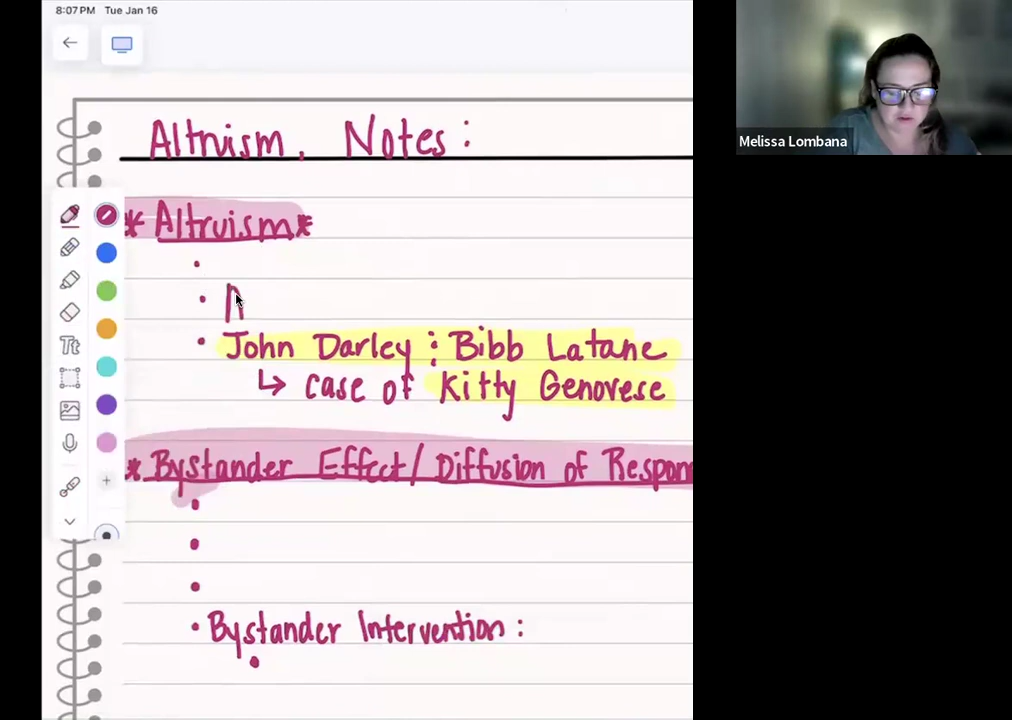 8:07 PM Tue Jan 16
Altruism. Notes:
*Altruism*
•
•
• John Darley : Bibb Latane
↳ case of Kitty Genovese
*Bystander Effect/ Diffusion of Respon
•
•
•
• Bystander Intervention:
•
Tt
Melissa Lombana